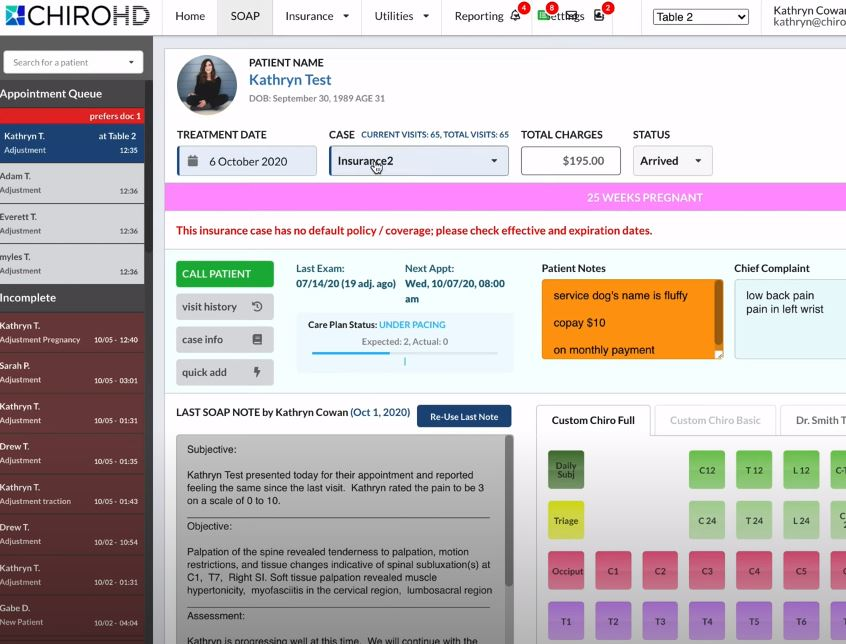 CHIROHD
Home
SOAP
Insurance
Utilities
Reporting
4
8
2
Table 2
Kathryn Cowan
kathryn@chiro
Search for a patient
Appointment Queue
prefers doc 1
Kathryn T. at Table 2
Adjustment 12:35
Adam T.
Adjustment 12:36
Everett T.
Adjustment 12:36
myles T.
Adjustment 12:36
Incomplete
Kathryn T.
Adjustment Pregnancy 10/05 - 12:40
Sarah P.
Adjustment 10/05 - 03:01
Kathryn T.
Adjustment 10/05 - 01:31
Drew T.
Adjustment 10/05 - 01:35
Kathryn T.
Adjustment traction 10/05 - 01:43
Drew T.
Adjustment 10/02 - 10:54
Kathryn T.
Adjustment 10/02 - 01:31
Gabe D.
New Patient 10/02 - 04:04
PATIENT NAME
Kathryn Test
DOB: September 30, 1989 AGE 31
TREATMENT DATE
6 October 2020
CASE CURRENT VISITS: 65, TOTAL VISITS: 65
Insurance2
TOTAL CHARGES
$195.00
STATUS
Arrived
25 WEEKS PREGNANT
This insurance case has no default policy / coverage; please check effective and expiration dates.
CALL PATIENT
visit history
case info
quick add
Last Exam:
07/14/20 (19 adj. ago)
Next Appt:
Wed, 10/07/20, 08:00
am
Care Plan Status: UNDER PACING
Expected: 2, Actual: 0
Patient Notes
service dog's name is fluffy
copay $10
on monthly payment
Chief Complaint
low back pain
pain in left wrist
LAST SOAP NOTE by Kathryn Cowan (Oct 1, 2020)
Re-Use Last Note
Subjective:
Kathryn Test presented today for their appointment and reported
feeling the same since the last visit. Kathryn rated the pain to be 3
on a scale of 0 to 10.
Objective:
Palpation of the spine revealed tenderness to palpation, motion
restrictions, and tissue changes indicative of spinal subluxation(s) at
C1, T7, Right SI. Soft tissue palpation revealed muscle
hypertonicity, myofasciitis in the cervical region, lumbosacral region
Assessment:
Kathryn is progressing well at this time. We will continue with the
Custom Chiro Full
Custom Chiro Basic
Dr. Smith T
Daily
Subj
C12
T 12
L 12
C-T
Triage
C 24
T 24
L 24
Occiput
C1
C2
C3
C4
C5
T1
T2
T3
T4
T5
T6